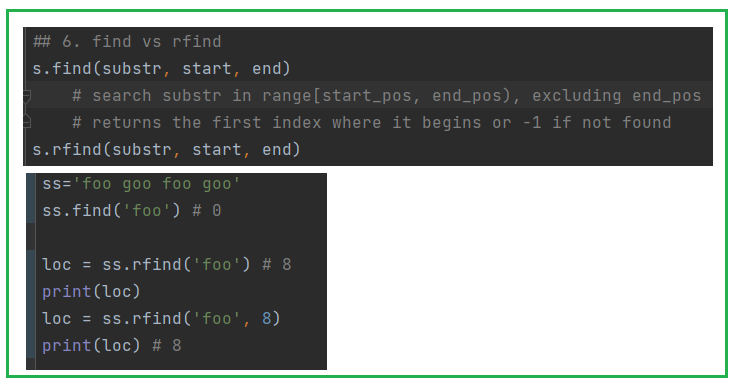 ## 6. find vs rfind
s.find(substr, start, end)
# search substr in range[start_pos, end_pos), excluding end_pos
# returns the first index where it begins or -1 if not found
s.rfind(substr, start, end)
ss='foo goo foo goo'
ss.find('foo') # 0
loc = ss.rfind('foo') # 8
print(loc)
loc = ss.rfind('foo', 8)
print(loc) # 8